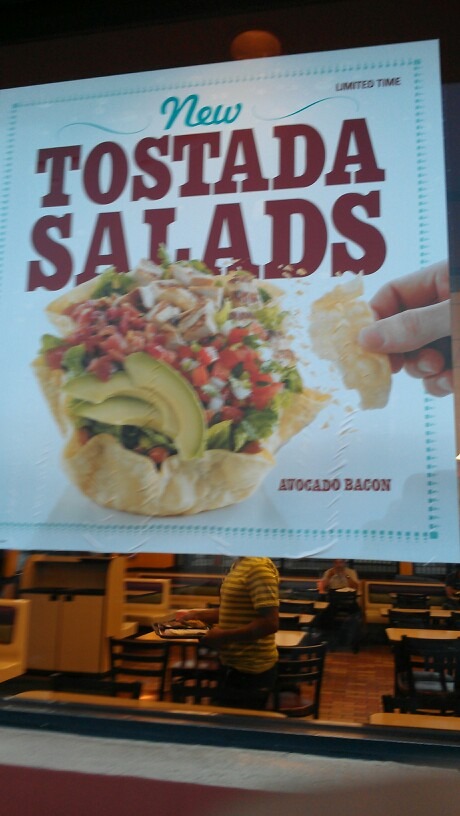 LIMITED TIME
New
TOSTADA
SALADS
AVOCADO BACON